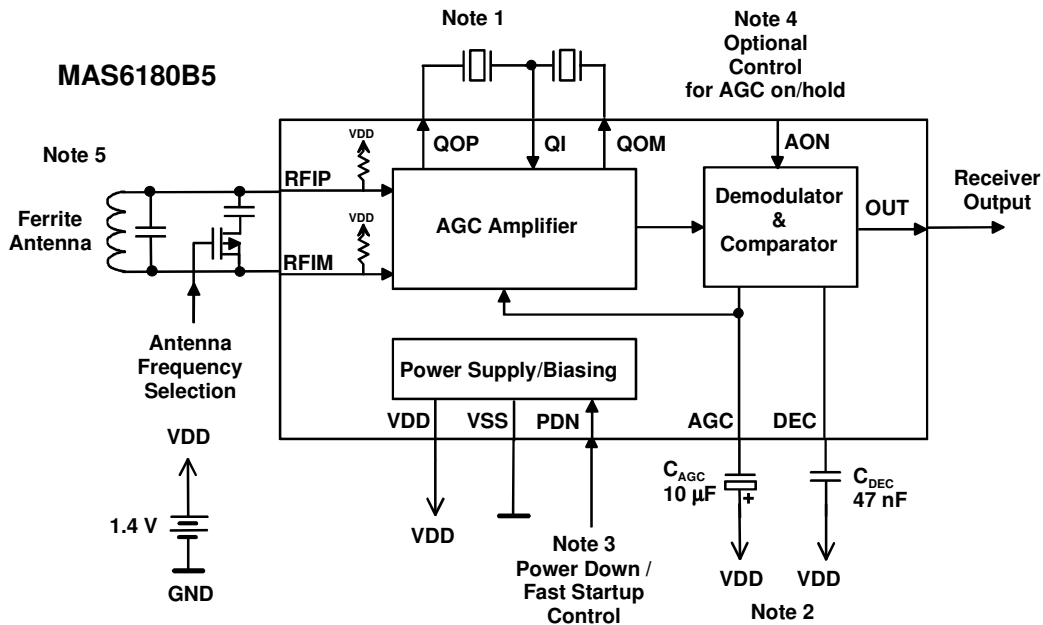 Note 1
Note 4
Optional
Control
for AGC on/hold
MAS6180B5
QOP
QI
QOM
AON
Note 5
VDD
RFIP
Ferrite
Antenna
AGC Amplifier
VDD
RFIM
Demodulator
&
Comparator
OUT
Receiver
Output
Antenna
Frequency
Selection
Power Supply/Biasing
VDD
VSS
PDN
AGC
DEC
VDD
1.4 V
GND
VDD
Note 3
Power Down /
Fast Startup
Control
CAGC
10 µF
+
CDEC
47 nF
VDD
VDD
Note 2